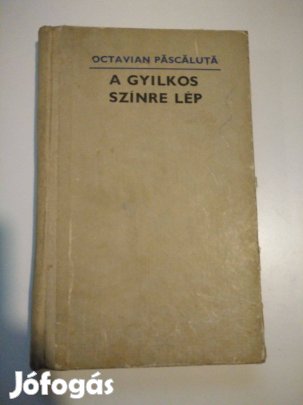 OCTAVIAN PĂSCĂLUȚĂ
A GYILKOS
SZÍNRE LÉP
Jófogás